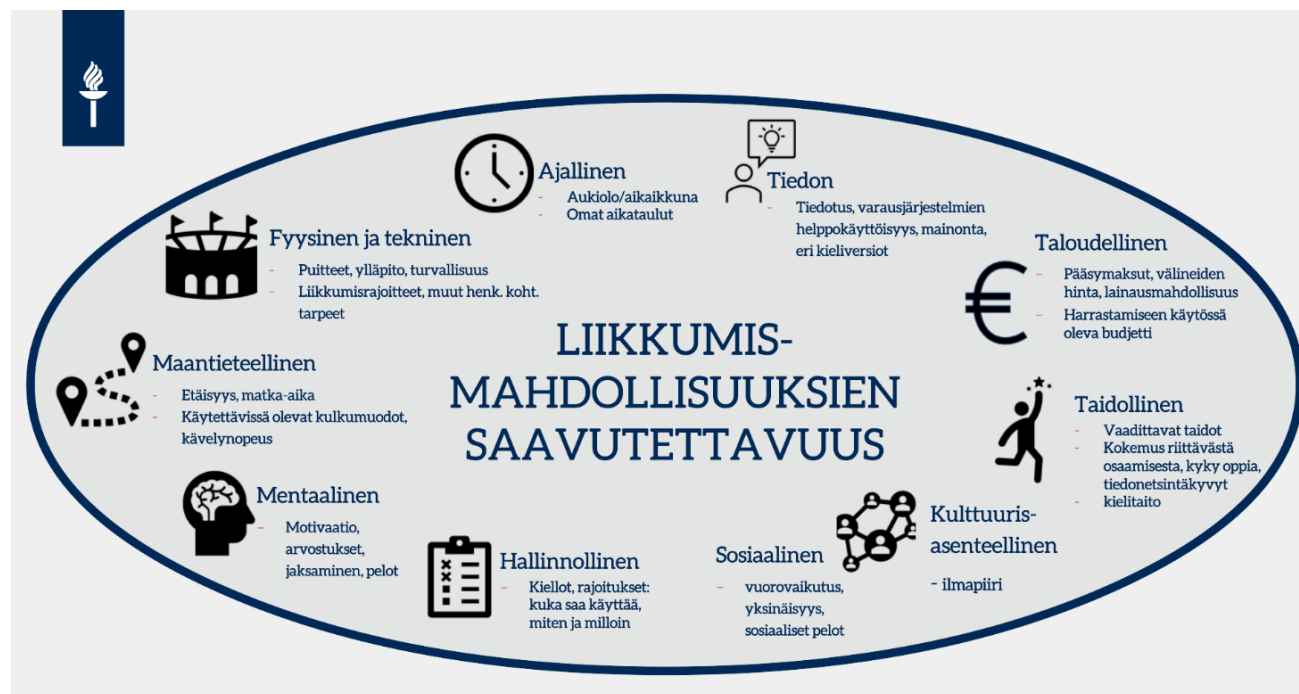 Ajallinen
- Aukiolo/aikaikkuna
- Omat aikataulut
Tiedon
- Tiedotus, varausjärjestelmien
helppokäyttöisyys, mainonta,
eri kieliversiot
Fyysinen ja tekninen
- Puitteet, ylläpito, turvallisuus
- Liikkumisrajoitteet, muut henk. koht.
tarpeet
Taloudellinen
- Pääsymaksut, välineiden
hinta, lainausmahdollisuus
- Harrastamiseen käytössä
oleva budjetti
LIIKKUMIS-
MAHDOLLISUUKSIEN
SAAVUTETTAVUUS
Maantieteellinen
- Etäisyys, matka-aika
- Käytettävissä olevat kulkumuodot,
kävelynopeus
Taidollinen
- Vaadittavat taidot
- Kokemus riittävästä
osaamisesta, kyky oppia,
tiedonetsintäkyvyt
- kielitaito
Mentaalinen
- Motivaatio,
arvostukset,
jaksaminen, pelot
Hallinnollinen
- Kiellot, rajoitukset:
kuka saa käyttää,
miten ja milloin
Sosiaalinen
- vuorovaikutus,
yksinäisyys,
sosiaaliset pelot
Kulttuuris-
asenteellinen
- ilmapiiri